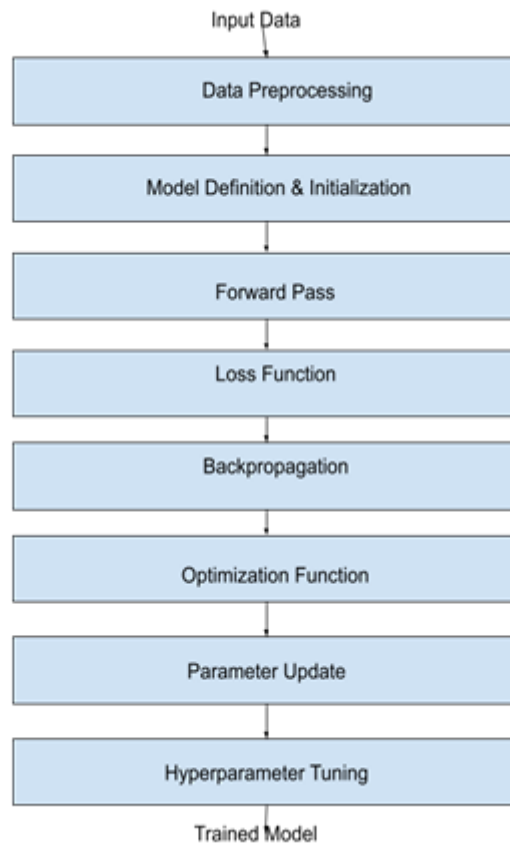 Input Data
Data Preprocessing
Model Definition & Initialization
Forward Pass
Loss Function
Backpropagation
Optimization Function
Parameter Update
Hyperparameter Tuning
Trained Model